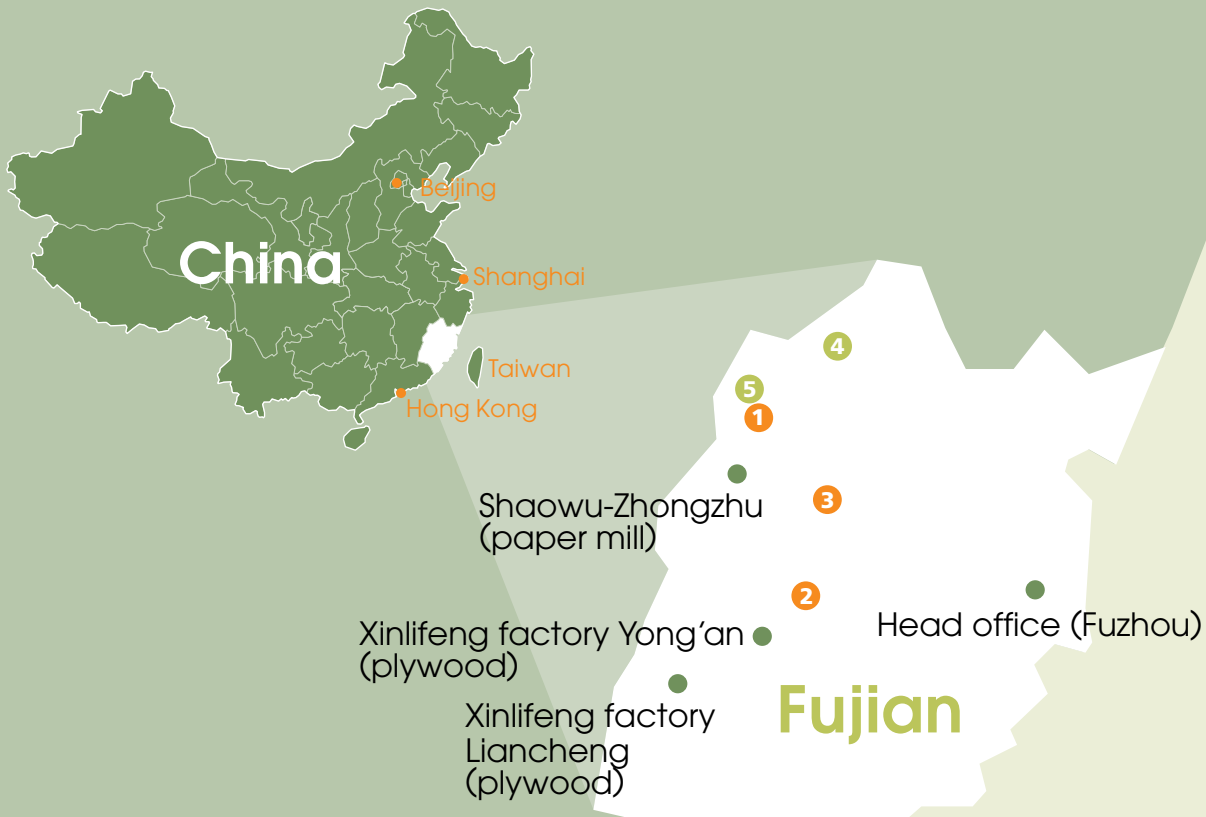 Beijing
China
Shanghai
Taiwan
Hong Kong
4
5
1
Shaowu-Zhongzhu
(paper mill)
3
2
Head office (Fuzhou)
Xinlifeng factory Yong’an
(plywood)
Fujian
Xinlifeng factory
Liancheng
(plywood)